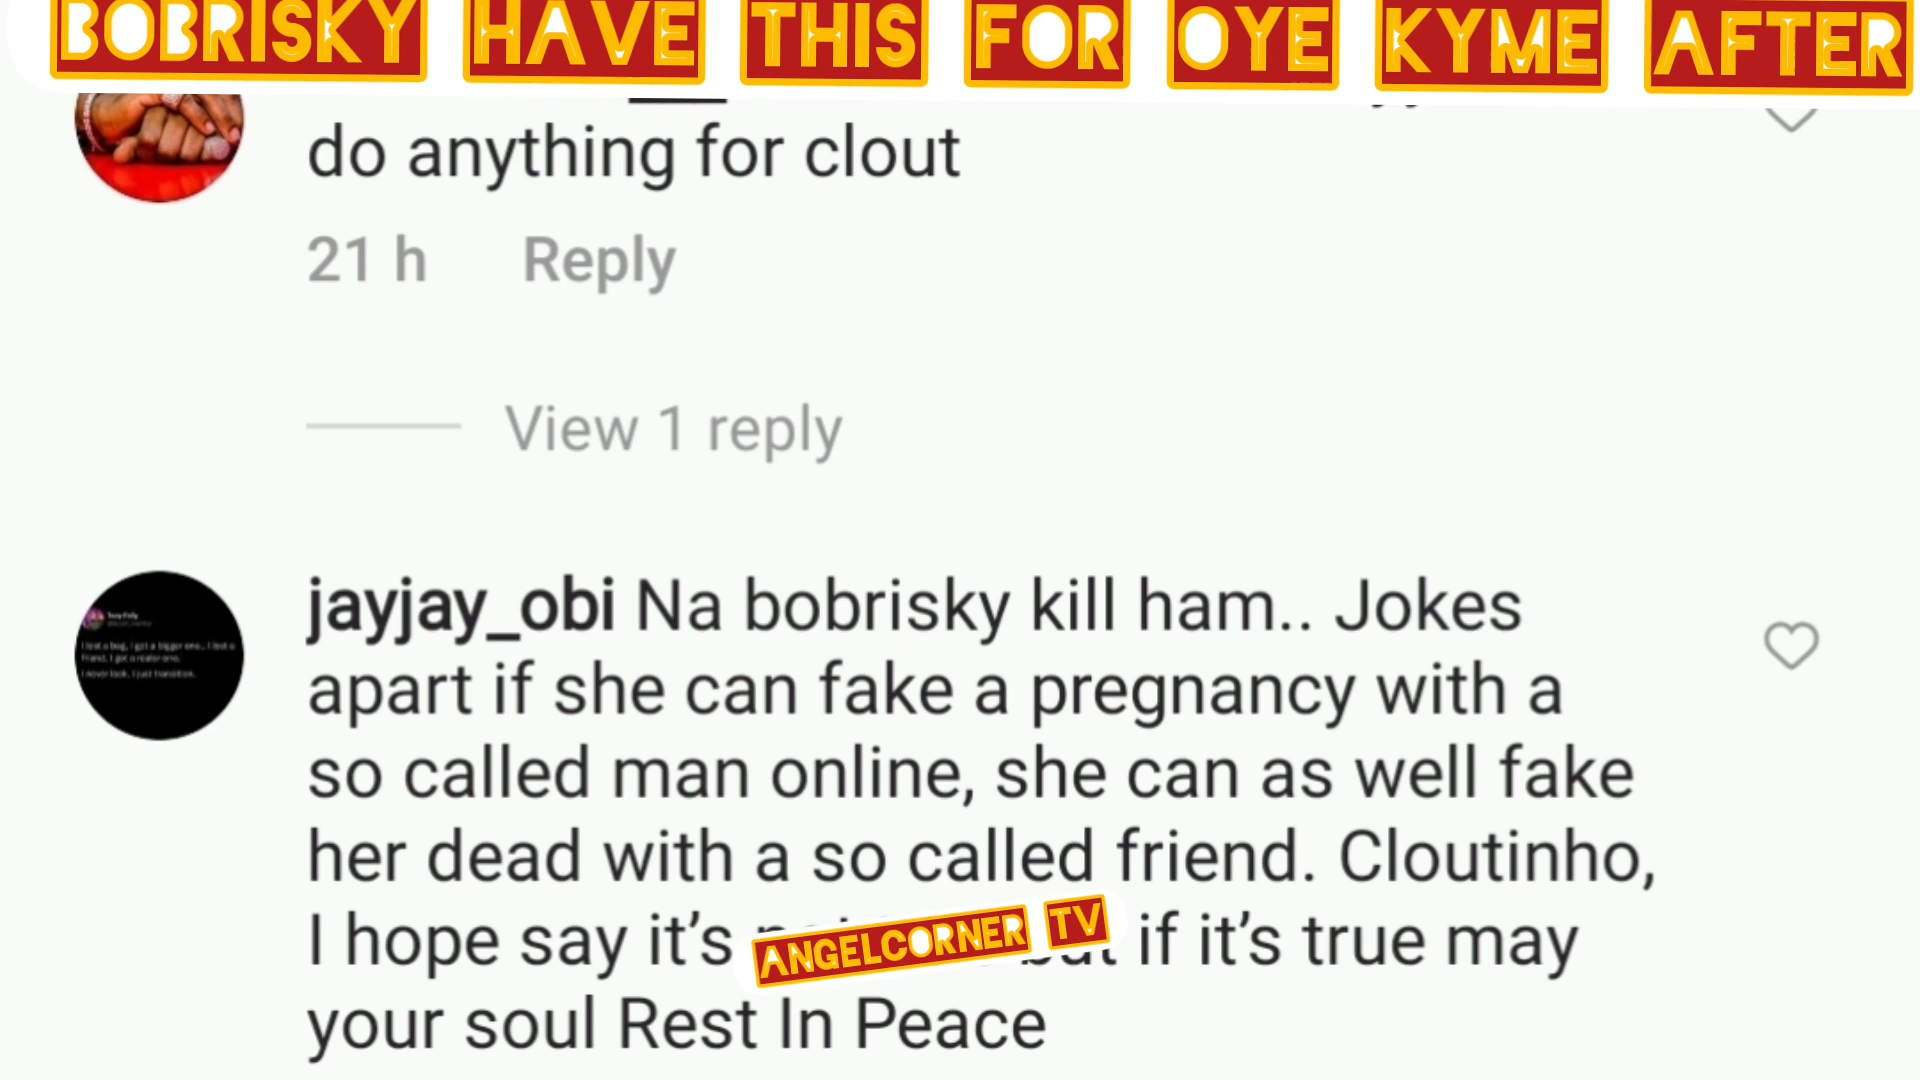 BOBRISKY HAVE THIS FOR OYE KYME AFTER
do anything for clout
21 h Reply
View 1 reply
jayjay_obi Na bobrisky kill ham.. Jokes
apart if she can fake a pregnancy with a
so called man online, she can as well fake
her dead with a so called friend. Cloutinho,
I hope say it's but if it's true may
ANGELCORNER TV
your soul Rest In Peace